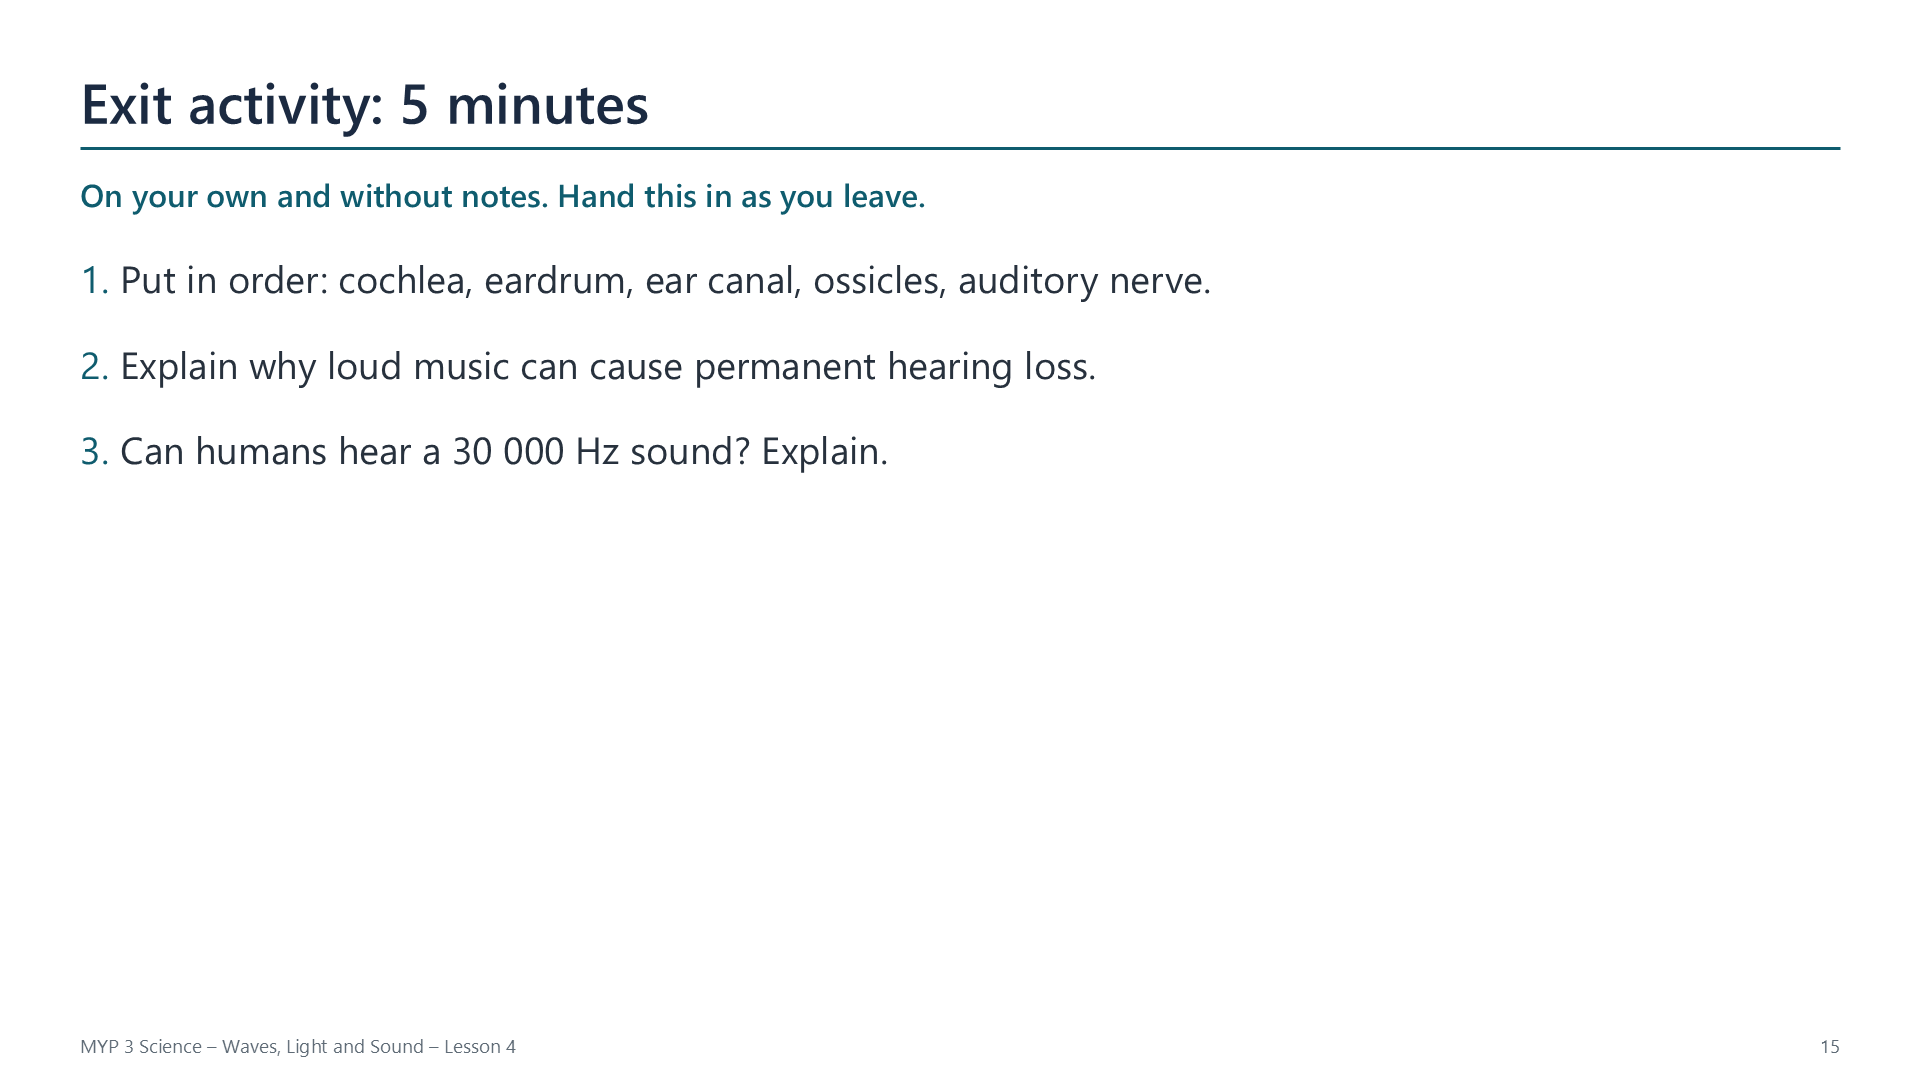 Exit activity: 5 minutes
On your own and without notes. Hand this in as you leave.
1. Put in order: cochlea, eardrum, ear canal, ossicles, auditory nerve.
2. Explain why loud music can cause permanent hearing loss.
3. Can humans hear a 30 000 Hz sound? Explain.
MYP 3 Science – Waves, Light and Sound – Lesson 4
15